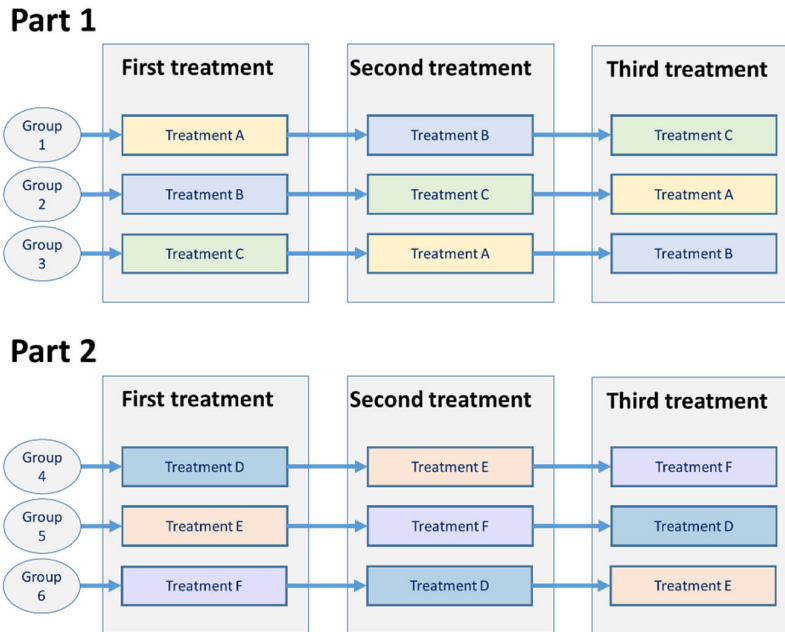 Part 1
First treatment
Second treatment
Third treatment
Group
1
Treatment A
Treatment B
Treatment C
Group
2
Treatment B
Treatment C
Treatment A
Group
3
Treatment C
Treatment A
Treatment B
Part 2
First treatment
Second treatment
Third treatment
Group
4
Treatment D
Treatment E
Treatment F
Group
5
Treatment E
Treatment F
Treatment D
Group
6
Treatment F
Treatment D
Treatment E